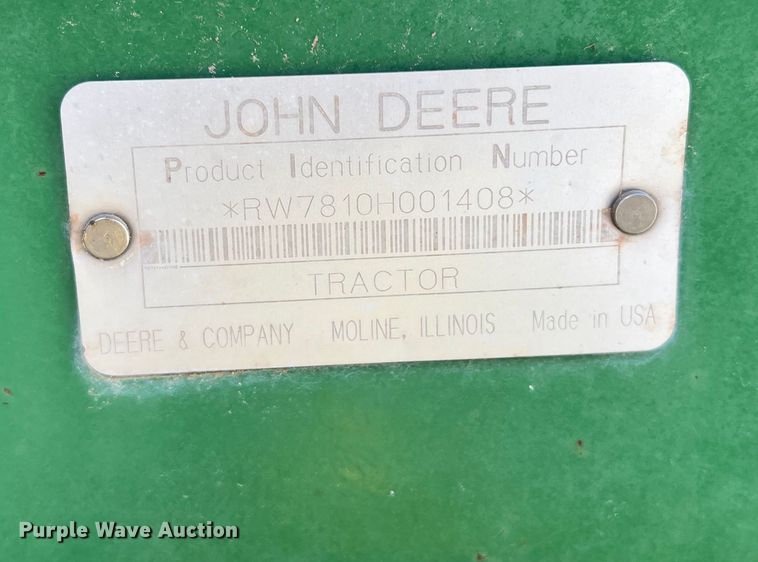 JOHN DEERE
Product Identification Number
*RW7810H001408*
TRACTOR
DEERE & COMPANY MOLINE, ILLINOIS Made in USA
Purple Wave Auction